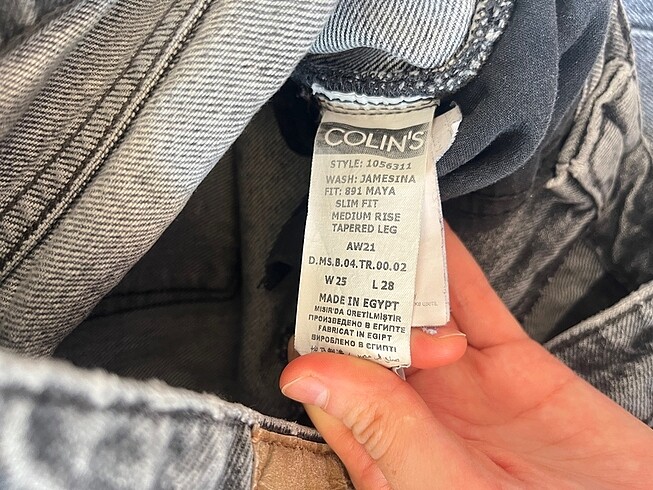 COLIN'S
STYLE: 1056311
WASH: JAMESINA
FIT: 891 MAYA
SLIM FIT
MEDIUM RISE
TAPERED LEG
AW21
D.MS.B.04.TR.00.02
W 25 L 28
MADE IN EGYPT
MISIR'DA ÜRETİLMİŞTİR
ПРОИЗВЕДЕНО В ЕГИПТЕ
FABRICAT IN EGIPT
ВИРОБЛЕНО В ЄГИПТІ